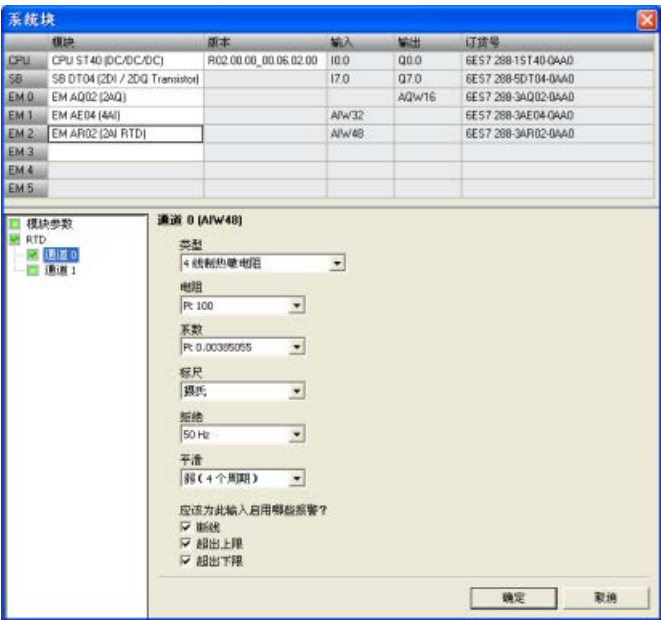 系统块
模块 版本 输入 输出 订货号
CPU CPU ST40 (DC/DC/DC) R02.00.00_00.06.02.00 I0.0 Q0.0 6ES7 288-1ST40-0AA0
SB SB DT04 (2DI / 2DQ Transistor) I7.0 Q7.0 6ES7 288-5DT04-0AA0
EM 0 EM AQ02 (2AQ) AQW16 6ES7 288-3AQ02-0AA0
EM 1 EM AE04 (4AI) AIW32 6ES7 288-3AE04-0AA0
EM 2 EM AR02 (2AI RTD) AIW48 6ES7 288-3AR02-0AA0
EM 3
EM 4
EM 5
模块参数
RTD
通道 0
通道 1
通道 0 (AIW48)
类型
4 线制热敏电阻
电阻
Pt 100
系数
Pt 0.00385055
标尺
摄氏
拒绝
50 Hz
平滑
弱(4 个周期)
应该为此输入启用哪些报警?
断线
超出上限
超出下限
确定 取消